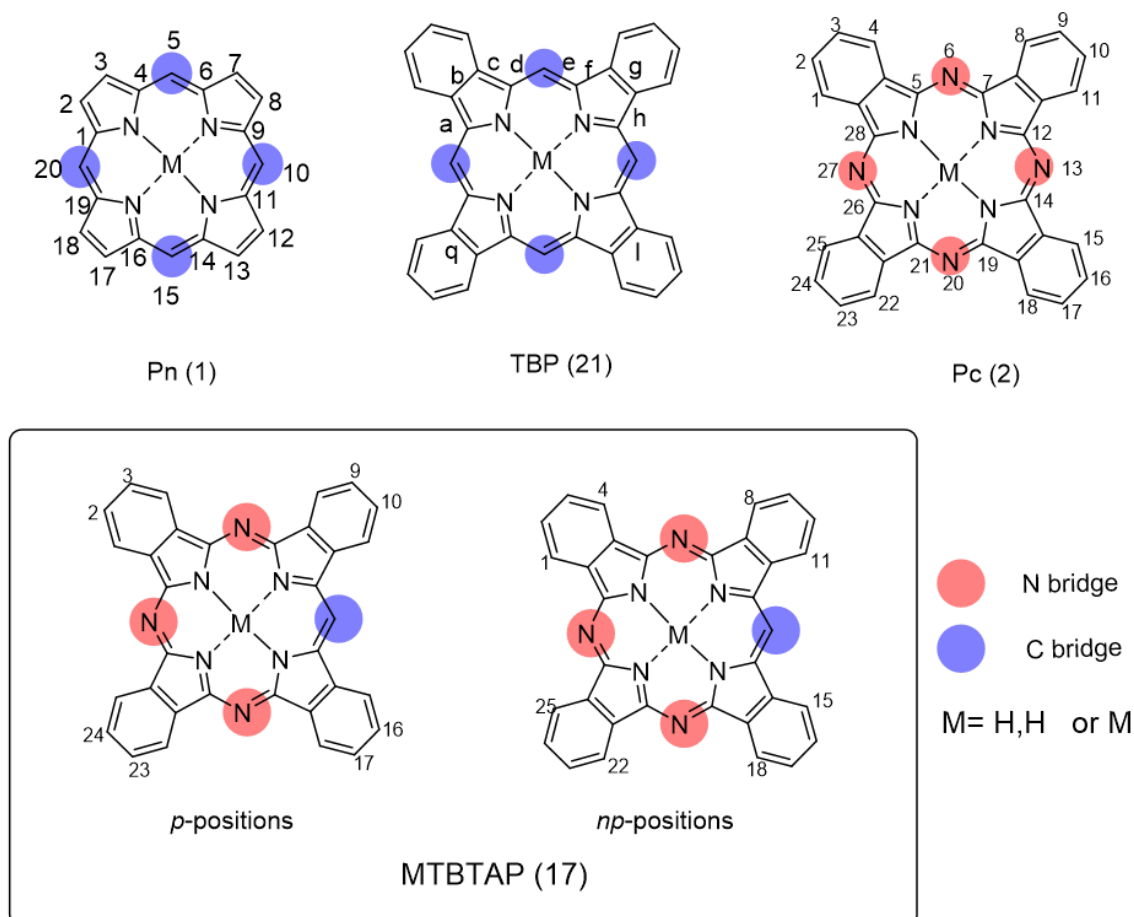 5
3 7
4 6
2 8
N N
1 9
M
20 10
N N
19 11
18 12
16 14
17 13
15
Pn (1)
c d e f
b g
a h
N N
M
N N
q l
TBP (21)
3 4 8 9
2 6 10
N
1 5 7 11
N N
28 12
27 N M N 13
26 14
N N
25 21 19 15
N
24 20 16
23 22 18 17
Pc (2)
3 9
2 10
N
N N
N M
N N
24 N 16
23 17
p-positions
4 8
N
1 11
N N
N M
N N
25 15
N
22 18
np-positions
MTBTAP (17)
N bridge
C bridge
M= H,H or M